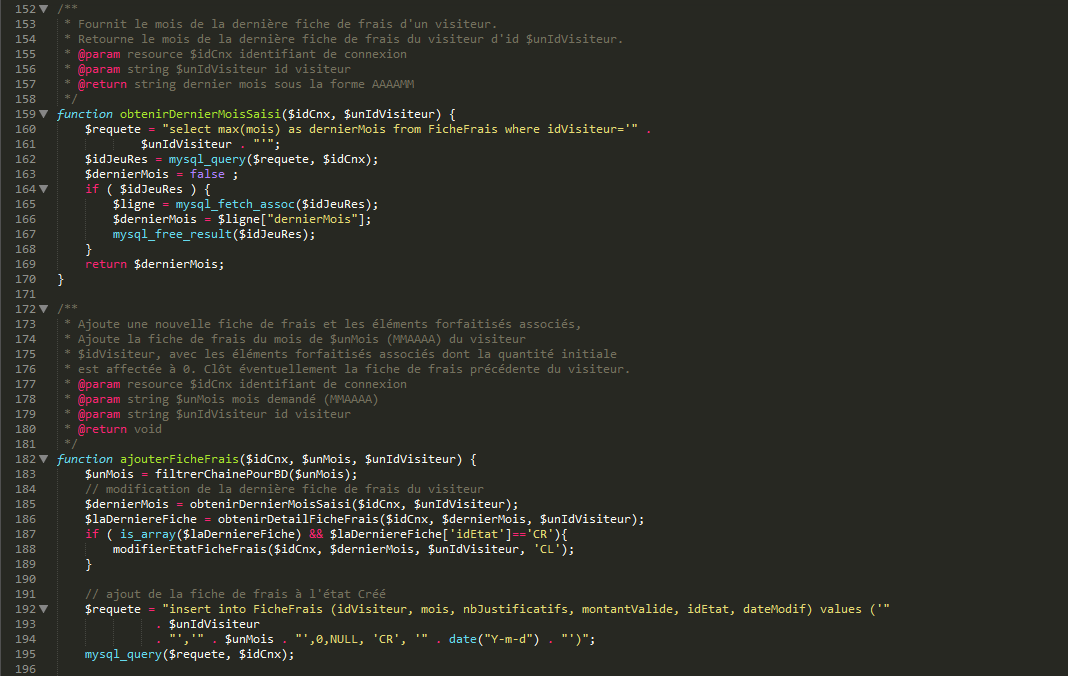 152 /**
153  * Fournit le mois de la dernière fiche de frais d'un visiteur.
154  * Retourne le mois de la dernière fiche de frais du visiteur d'id $unIdVisiteur.
155  * @param resource $idCnx identifiant de connexion
156  * @param string $unIdVisiteur id visiteur
157  * @return string dernier mois sous la forme AAAAMM
158  */
159 function obtenirDernierMoisSaisi($idCnx, $unIdVisiteur) {
160     $requete = "select max(mois) as dernierMois from FicheFrais where idVisiteur='" .
161             $unIdVisiteur . "'";
162     $idJeuRes = mysql_query($requete, $idCnx);
163     $dernierMois = false ;
164     if ( $idJeuRes ) {
165         $ligne = mysql_fetch_assoc($idJeuRes);
166         $dernierMois = $ligne["dernierMois"];
167         mysql_free_result($idJeuRes);
168     }
169     return $dernierMois;
170 }
171
172 /**
173  * Ajoute une nouvelle fiche de frais et les éléments forfaitisés associés,
174  * Ajoute la fiche de frais du mois de $unMois (MMAAAA) du visiteur
175  * $idVisiteur, avec les éléments forfaitisés associés dont la quantité initiale
176  * est affectée à 0. Clôt éventuellement la fiche de frais précédente du visiteur.
177  * @param resource $idCnx identifiant de connexion
178  * @param string $unMois mois demandé (MMAAAA)
179  * @param string $unIdVisiteur id visiteur
180  * @return void
181  */
182 function ajouterFicheFrais($idCnx, $unMois, $unIdVisiteur) {
183     $unMois = filtrerChainePourBD($unMois);
184     // modification de la dernière fiche de frais du visiteur
185     $dernierMois = obtenirDernierMoisSaisi($idCnx, $unIdVisiteur);
186     $laDerniereFiche = obtenirDetailFicheFrais($idCnx, $dernierMois, $unIdVisiteur);
187     if ( is_array($laDerniereFiche) && $laDerniereFiche['idEtat']=='CR'){
188         modifierEtatFicheFrais($idCnx, $dernierMois, $unIdVisiteur, 'CL');
189     }
190
191     // ajout de la fiche de frais à l'état Créé
192     $requete = "insert into FicheFrais (idVisiteur, mois, nbJustificatifs, montantValide, idEtat, dateModif) values ('"
193               . $unIdVisiteur
194               . "','" . $unMois . "',0,NULL, 'CR', '" . date("Y-m-d") . "')";
195     mysql_query($requete, $idCnx);
196